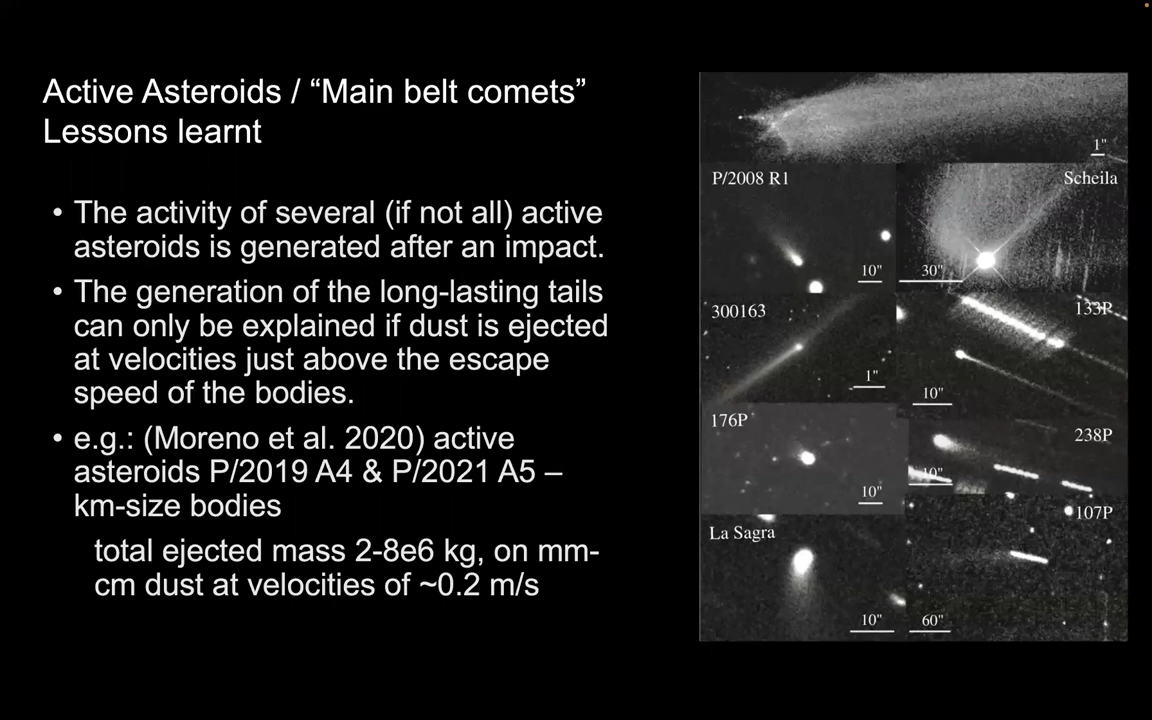 Active Asteroids / “Main belt comets”
Lessons learnt
• The activity of several (if not all) active
asteroids is generated after an impact.
• The generation of the long-lasting tails
can only be explained if dust is ejected
at velocities just above the escape
speed of the bodies.
• e.g.: (Moreno et al. 2020) active
asteroids P/2019 A4 & P/2021 A5 –
km-size bodies
total ejected mass 2-8e6 kg, on mm-
cm dust at velocities of ~0.2 m/s
1"
P/2008 R1
10"
Scheila
30"
300163
1"
133P
10"
176P
10"
238P
10"
La Sagra
10"
107P
60"